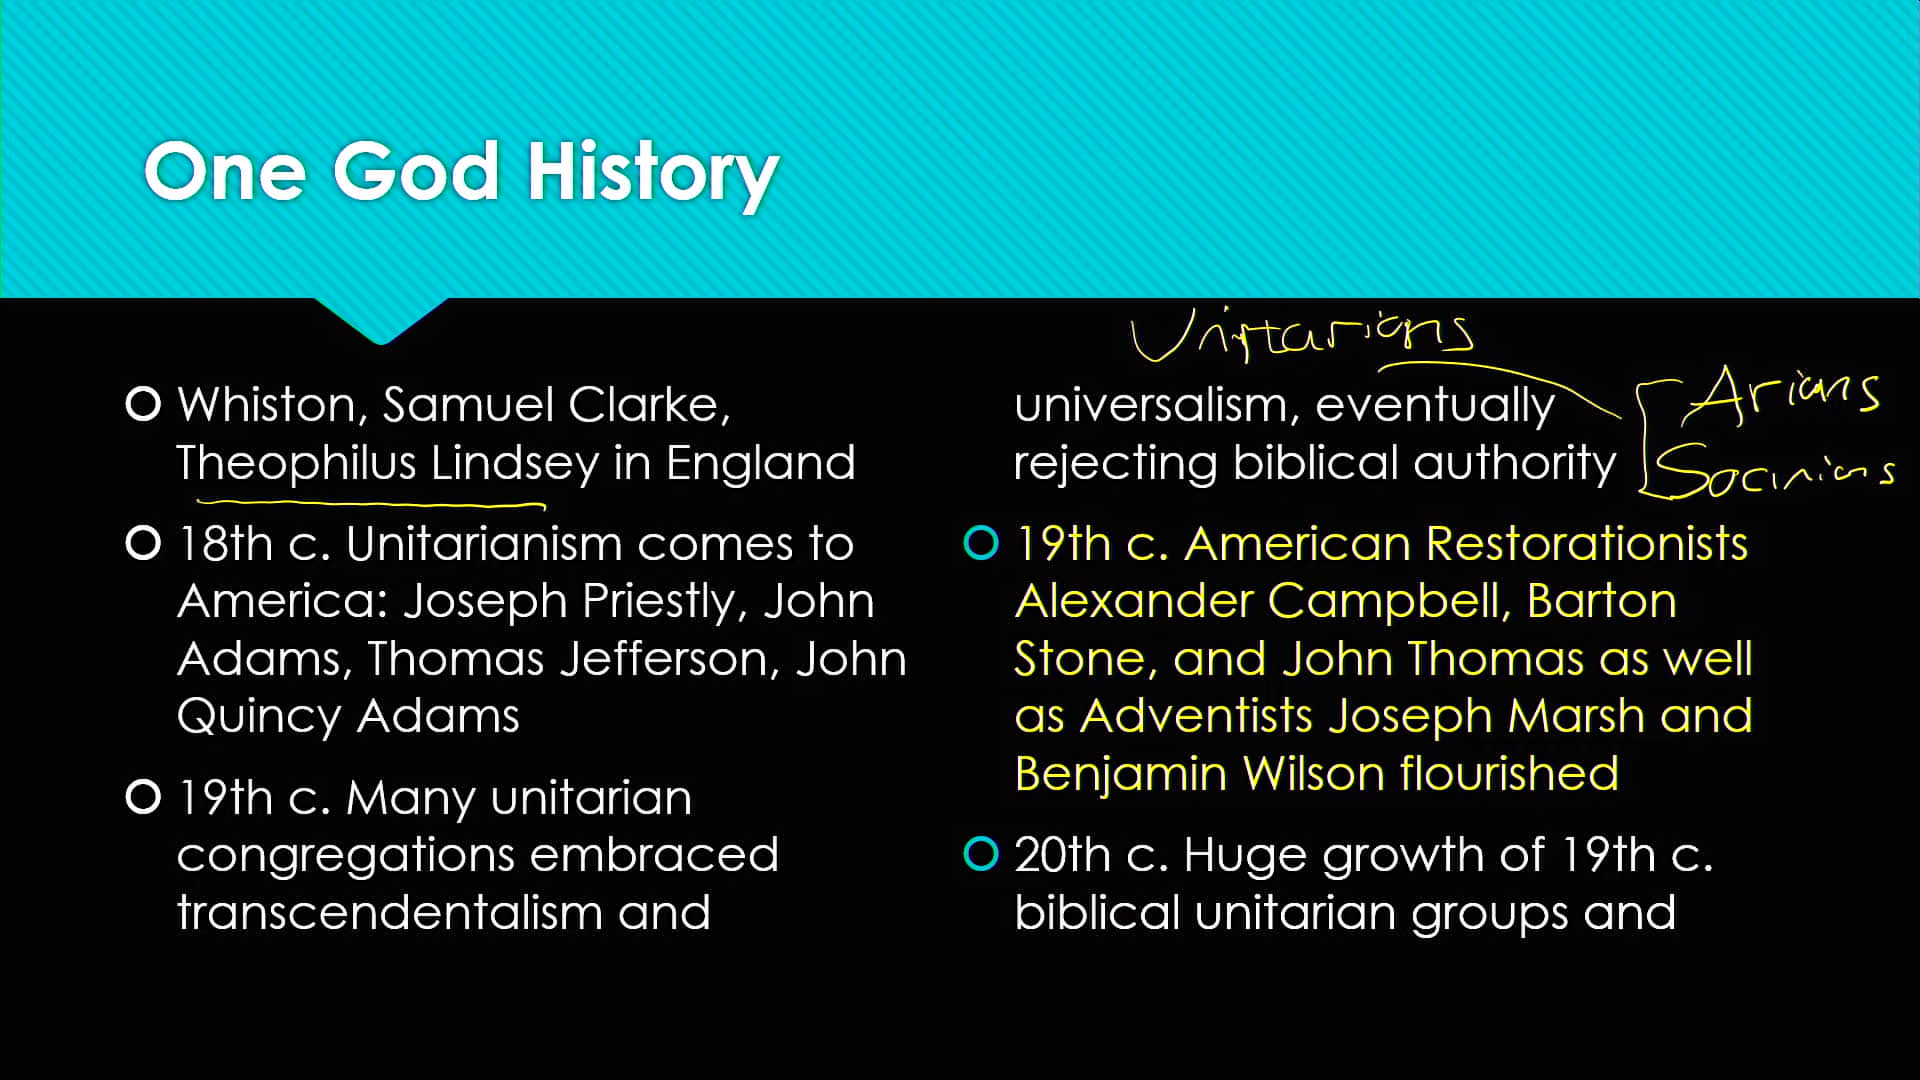 One God History
Whiston, Samuel Clarke,
Theophilus Lindsey in England
18th c. Unitarianism comes to
America: Joseph Priestly, John
Adams, Thomas Jefferson, John
Quincy Adams
19th c. Many unitarian
congregations embraced
transcendentalism and
Unitarians
universalism, eventually
rejecting biblical authority
Arians
Socinians
19th c. American Restorationists
Alexander Campbell, Barton
Stone, and John Thomas as well
as Adventists Joseph Marsh and
Benjamin Wilson flourished
20th c. Huge growth of 19th c.
biblical unitarian groups and